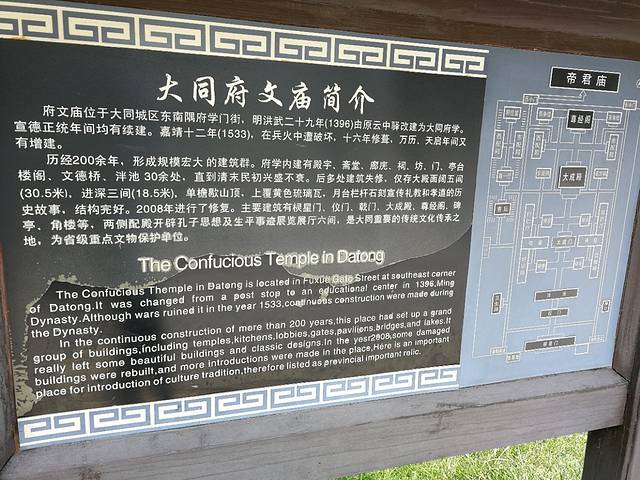 大同府文庙简介
府文庙位于大同城区东南隅府学门街，明洪武二十九年(1396)由原云中驿改建为大同府学。
宣德正统年间均有续建。嘉靖十二年(1533)，在兵火中遭破坏，十六年修葺，万历、天启年间又
有增建。
历经200余年，形成规模宏大的建筑群。府学内建有殿宇、斋堂、廊庑、祠、坊、门、亭台
楼阁、文德桥、泮池 30余处，直到清末民初兴盛不衰。后多处建筑失修，仅存大殿面阔五间
(30.5米)，进深三间(18.5米)，单檐歇山顶，上覆黄色琉璃瓦，月台栏杆石刻宣传礼教和孝道的历
史故事，结构完好。2008年进行了修复。主要建筑有棂星门、仪门、戟门、大成殿、尊经阁、碑
亭、角楼等，两侧配殿开辟孔子思想及生平事迹展览展厅六间，是大同重要的传统文化传承之
地，为省级重点文物保护单位。
The Confucious Temple in Datong
The Confucious Themple in Datong is located in Fuxue Gate Street at southeast corner
of Datong.It was changed from a post stop to an educational center in 1396,Ming
Dynasty.Although wars ruined it in the year 1533,continuous construction were made during
the Dynasty.
In the continuous construction of more than 200 years,this place had set up a grand
group of buildings,including temples,kitchens,lobbies,gates,pavilions,bridges,and lakes.It
really left some beautiful buildings and classic designs.In the yesr2808,some damaged
buildings were rebuilt,and more introductions were made in the place.Here is an important
place for introduction of culture tradition,therefore listed as previncial important relic.
帝君庙
尊经阁
大成殿